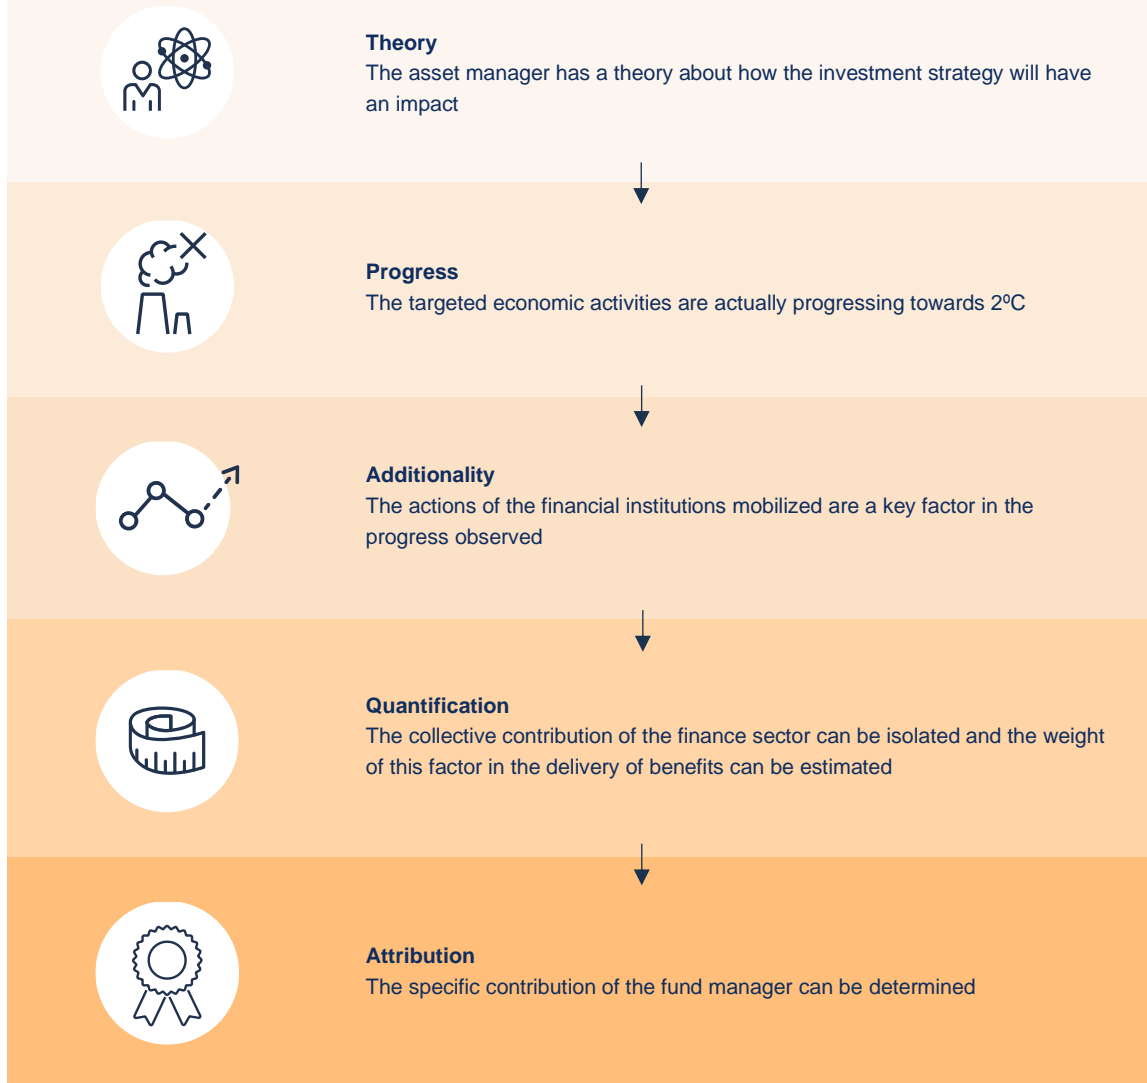 Theory
The asset manager has a theory about how the investment strategy will have
an impact
Progress
The targeted economic activities are actually progressing towards 2ºC
Additionality
The actions of the financial institutions mobilized are a key factor in the
progress observed
Quantification
The collective contribution of the finance sector can be isolated and the weight
of this factor in the delivery of benefits can be estimated
Attribution
The specific contribution of the fund manager can be determined